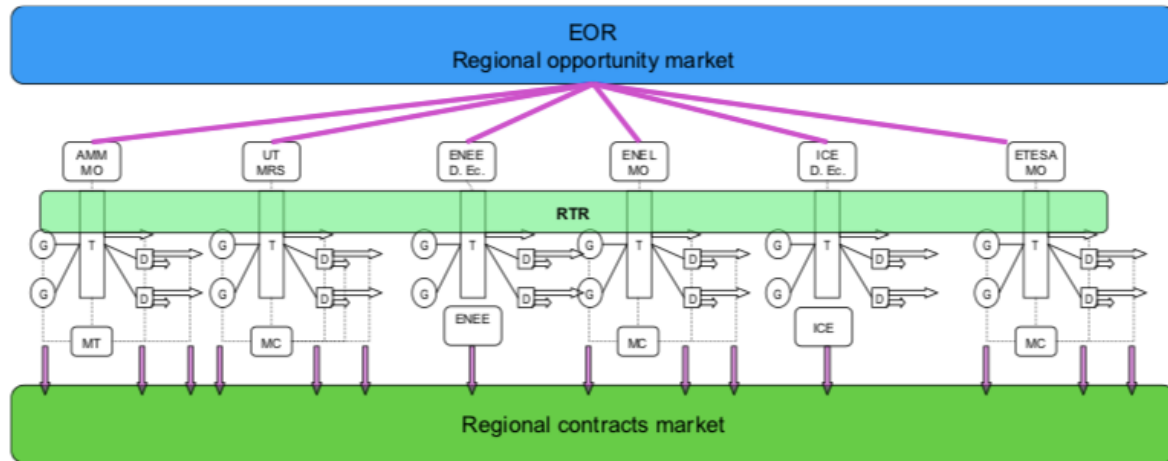 EOR
Regional opportunity market
AMM
MO
UT
MRS
ENEE
D. Ec.
ENEL
MO
ICE
D. Ec.
ETESA
MO
RTR
G T D
G D
G T D
G D
G T D
G D
G T D
G D
G T D
G D
G T D
G D
MT
MC
ENEE
MC
ICE
MC
Regional contracts market